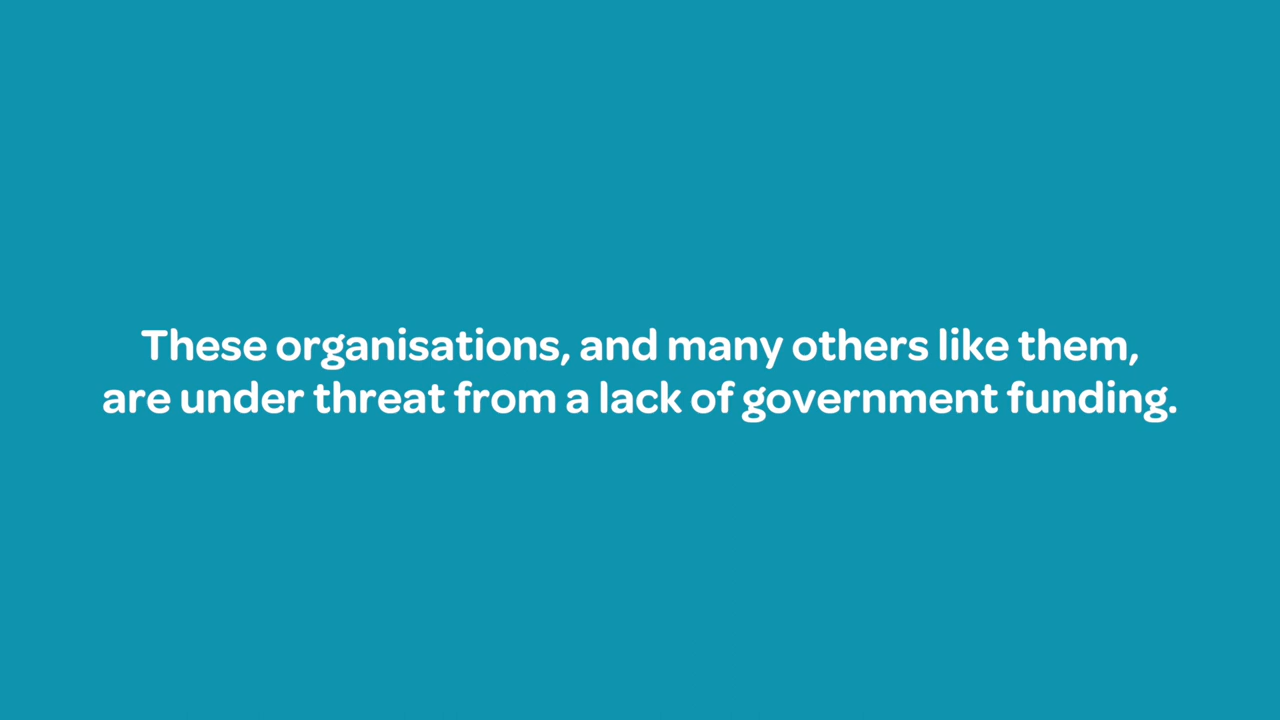 These organisations, and many others like them,
are under threat from a lack of government funding.